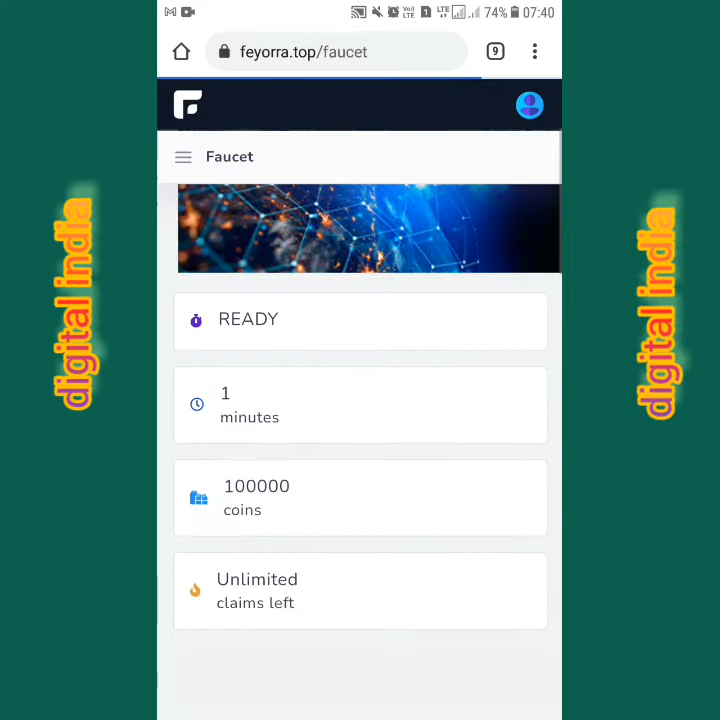 74% 07:40
feyorra.top/faucet
9
Faucet
READY
1
minutes
100000
coins
Unlimited
claims left
digital india
digital india